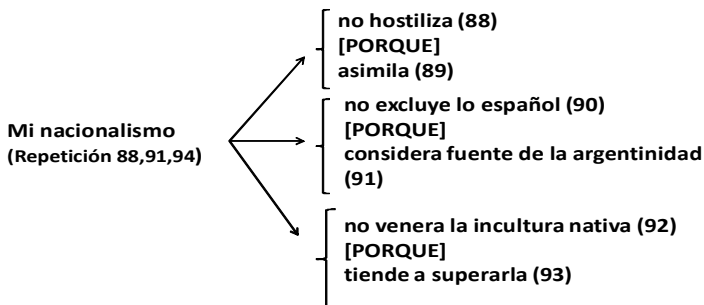 no hostiliza (88)
[PORQUE]
asimila (89)
Mi nacionalismo
(Repetición 88,91,94)
no excluye lo español (90)
[PORQUE]
considera fuente de la argentinidad
(91)
no venera la incultura nativa (92)
[PORQUE]
tiende a superarla (93)